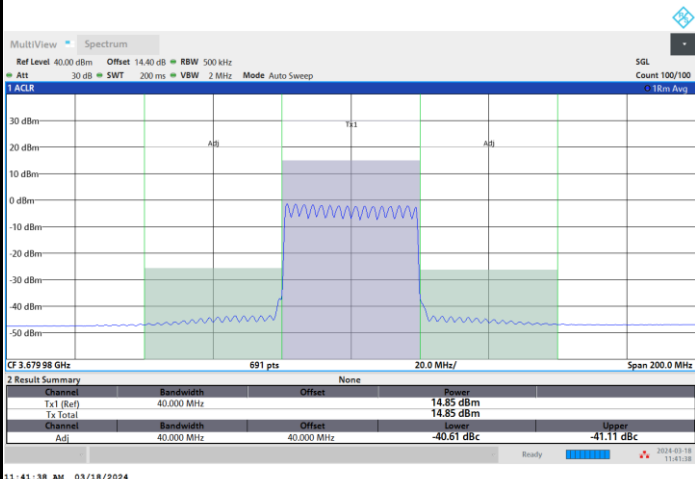 MultiView Spectrum
Ref Level 40.00 dBm Offset 14.40 dB RBW 500 kHz SGL
Att 30 dB SWT 200 ms VBW 2 MHz Mode Auto Sweep Count 100/100
1 ACLR 1Rm Avg
30 dBm
Tx1
20 dBm Adj Adj
10 dBm
0 dBm
-10 dBm
-20 dBm
-30 dBm
-40 dBm
-50 dBm
CF 3.679 98 GHz 691 pts 20.0 MHz/ Span 200.0 MHz
2 Result Summary None
Channel Bandwidth Offset Power
Tx1 (Ref) 40.000 MHz 14.85 dBm
Tx Total 14.85 dBm
Channel Bandwidth Offset Lower Upper
Adj 40.000 MHz 40.000 MHz -40.61 dBc -41.11 dBc
Ready 2024-03-18
11:41:38
11:41:38 AM 03/18/2024